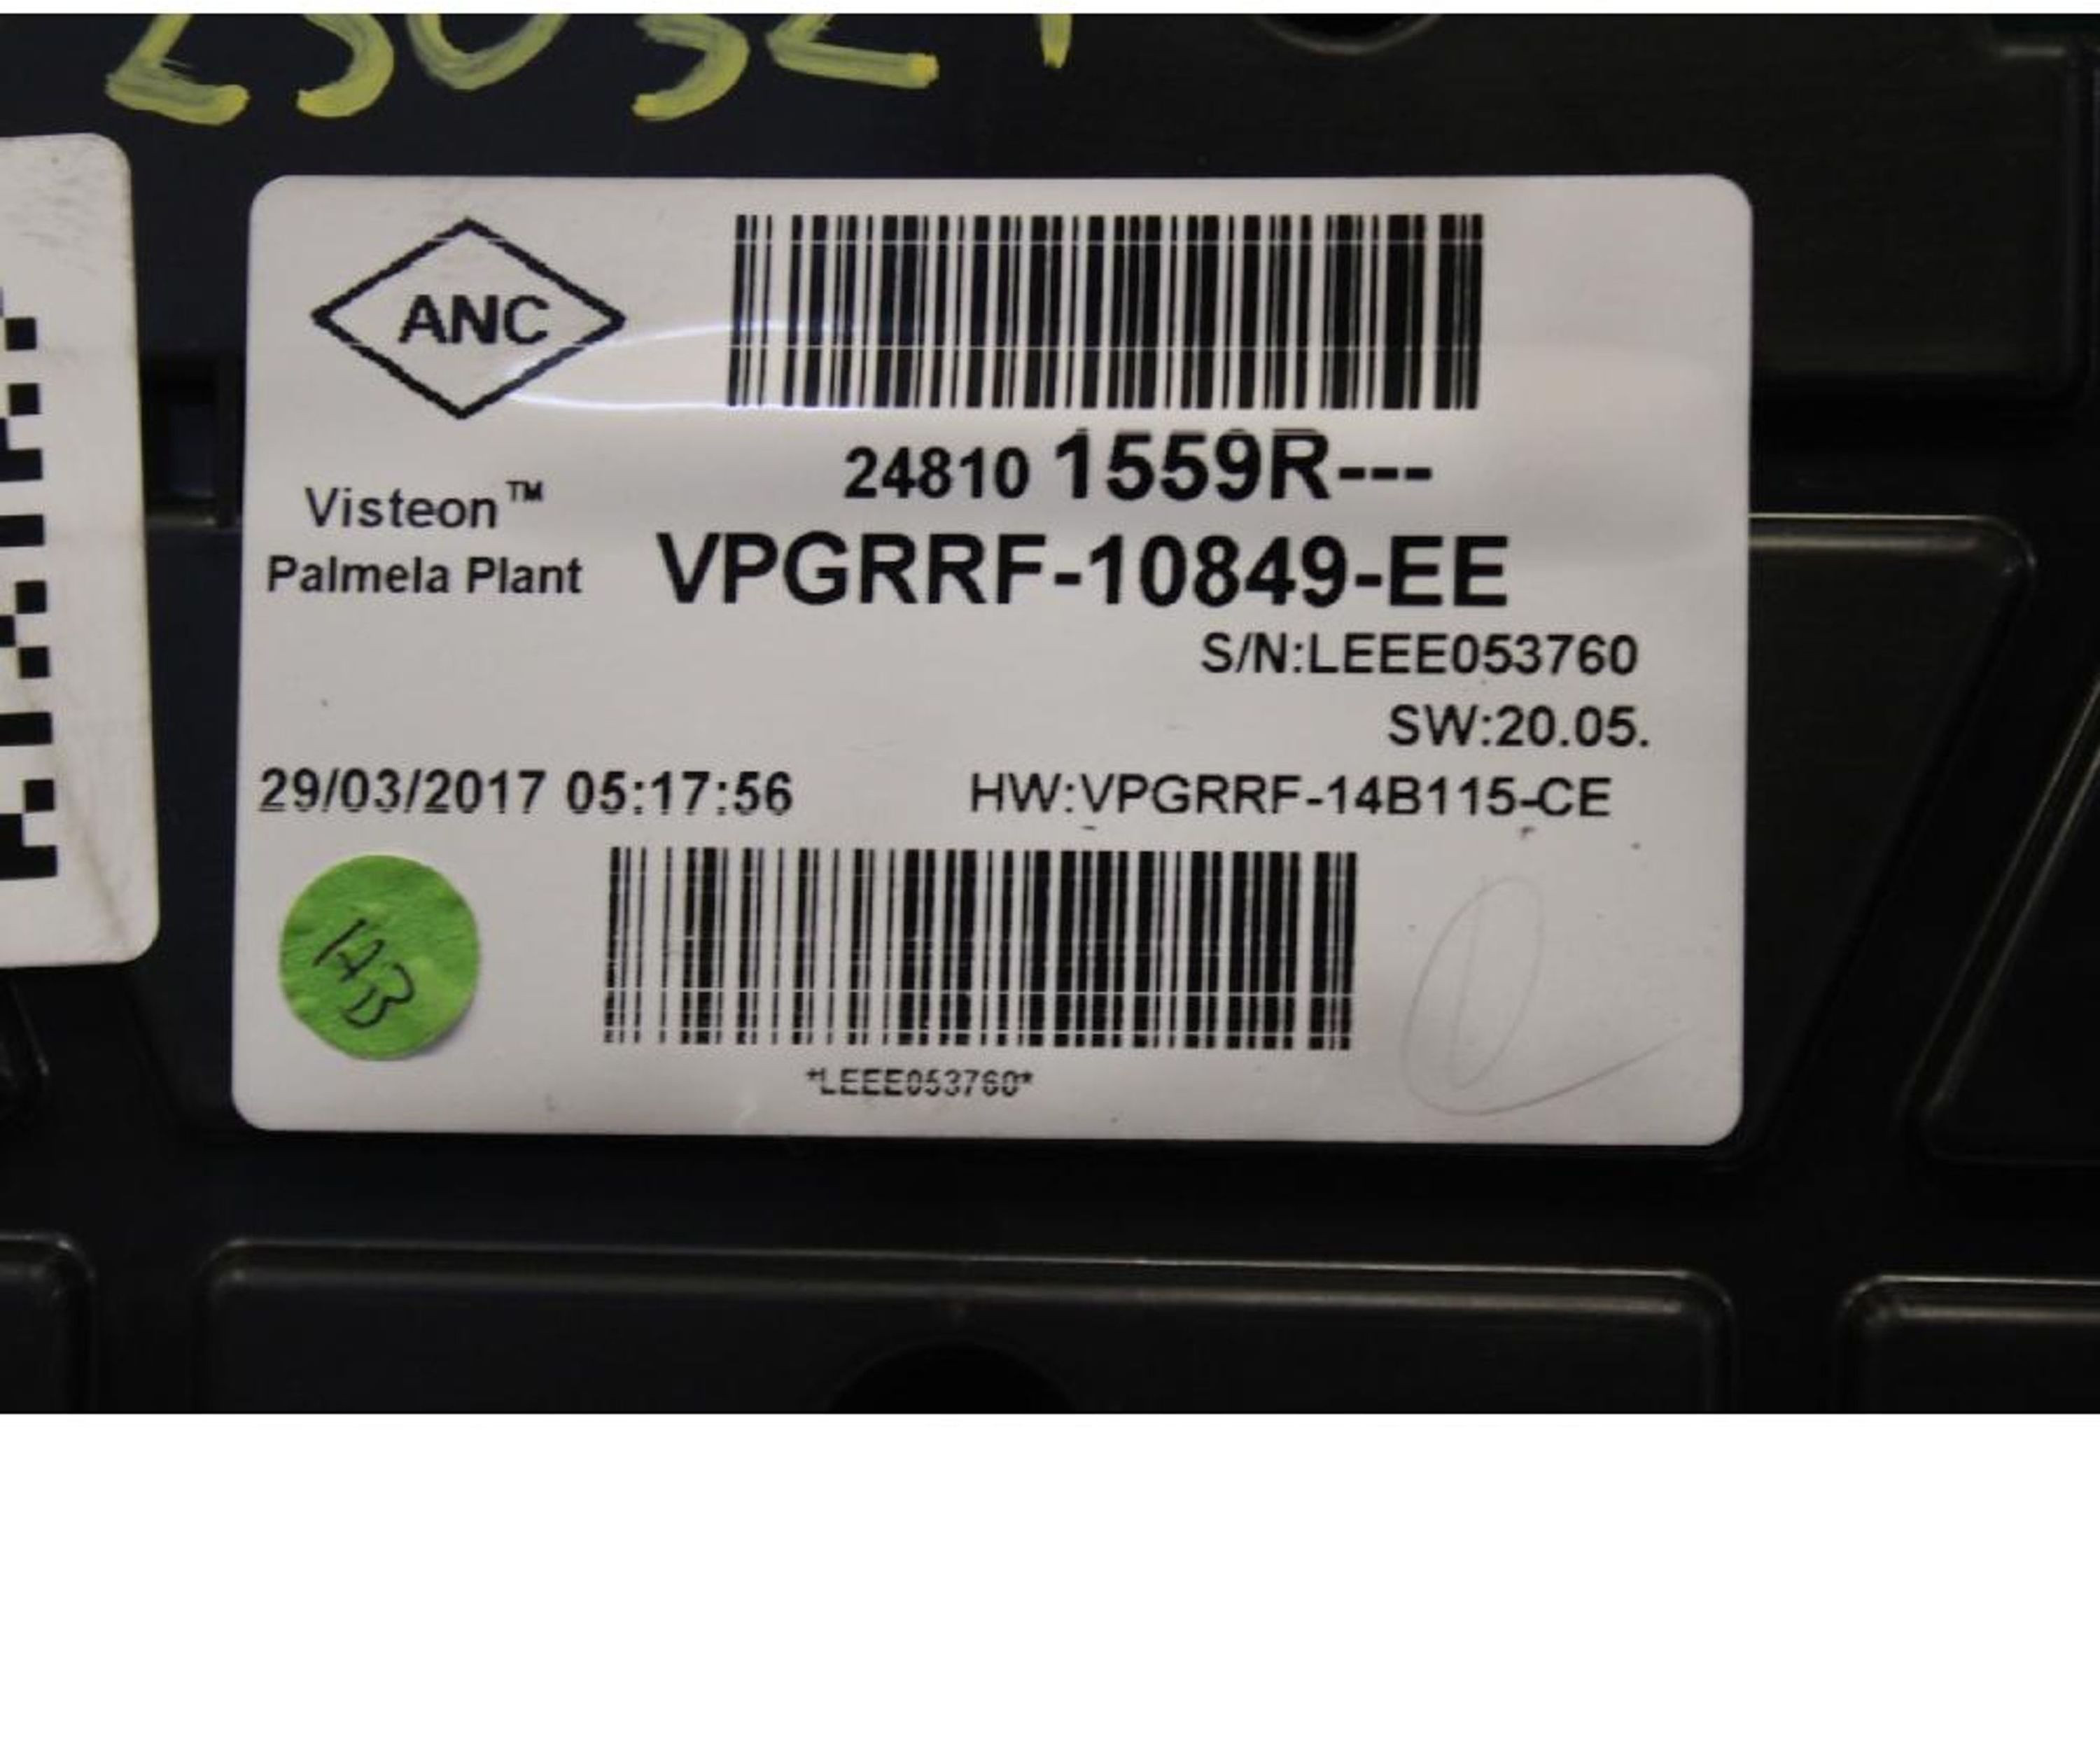 ANC
24810 1559R---
Visteon™
Palmela Plant
VPGRRF-10849-EE
S/N:LEEE053760
SW:20.05.
29/03/2017 05:17:56
HW:VPGRRF-14B115-CE
*LEEE053760*